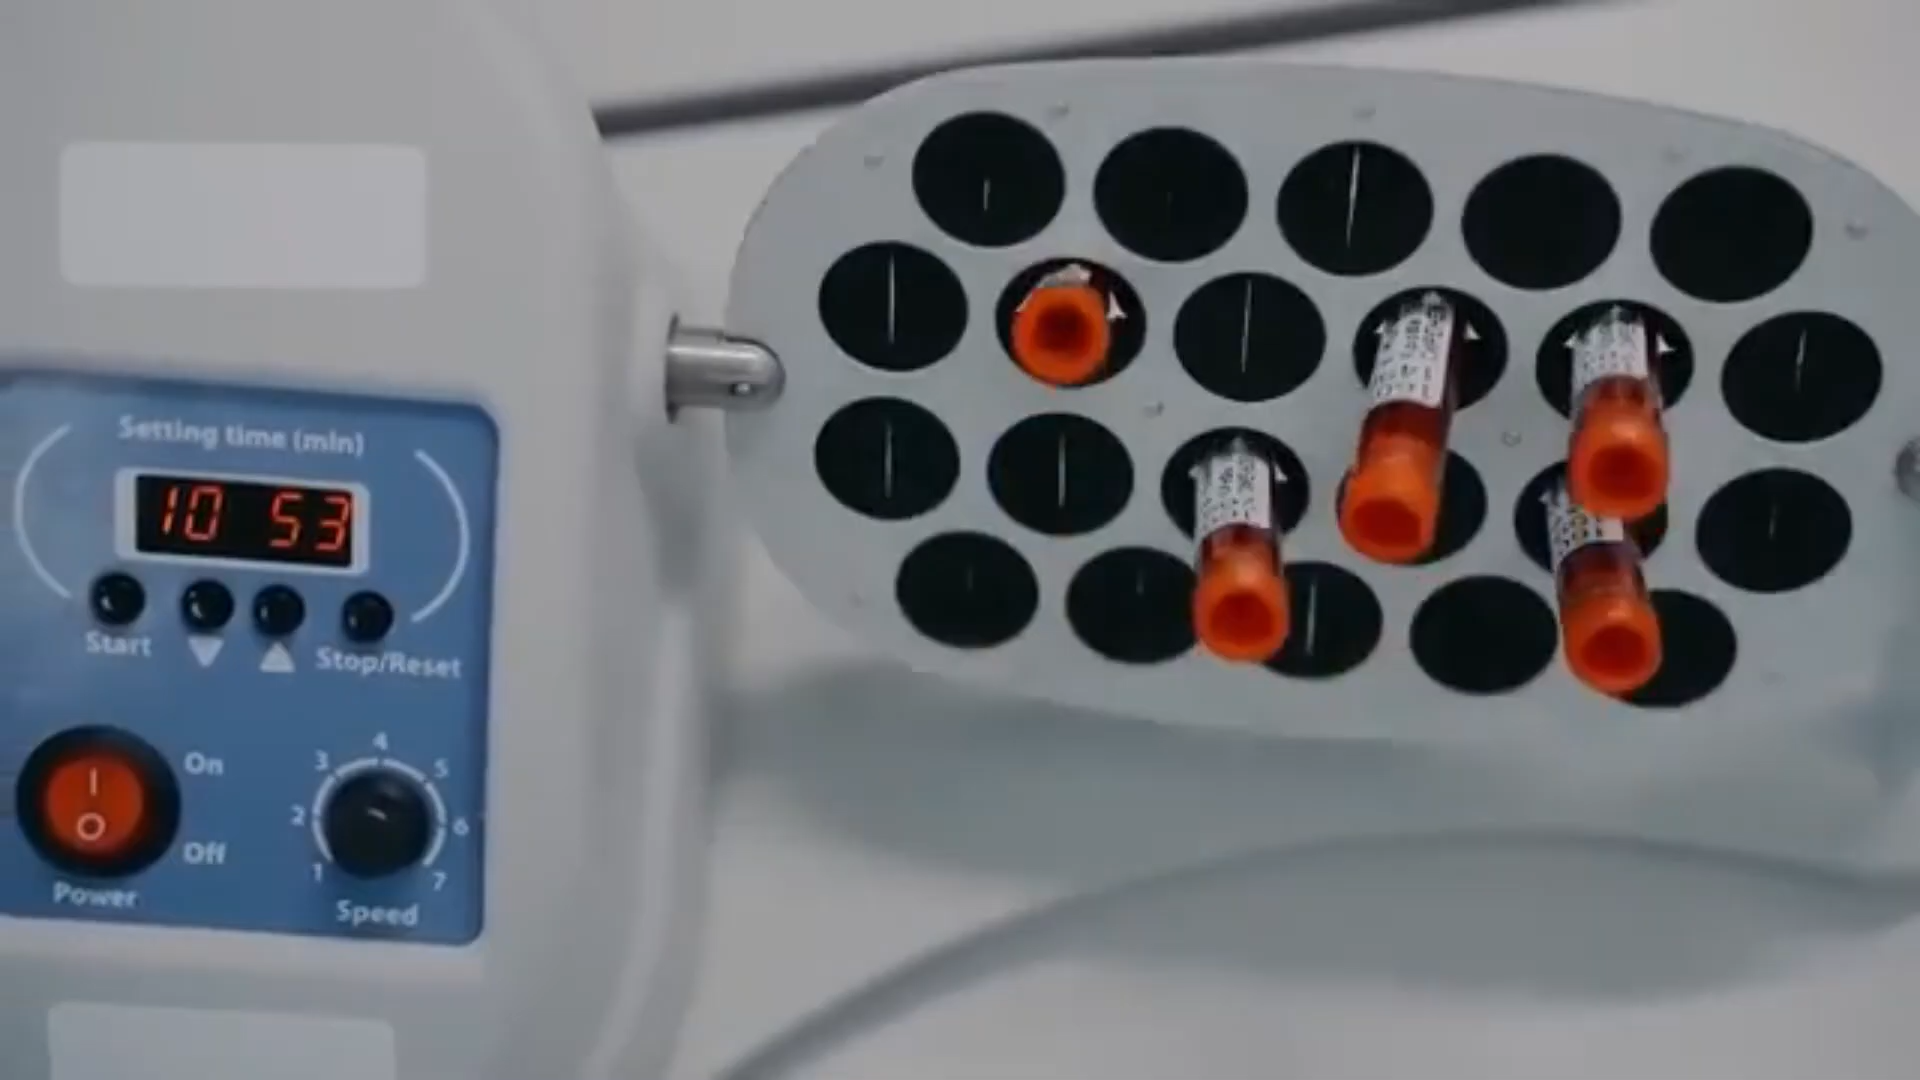 Setting time (min)
10 53
Start
Stop/Reset
On
Off
Power
4
3 5
2 6
1 7
Speed